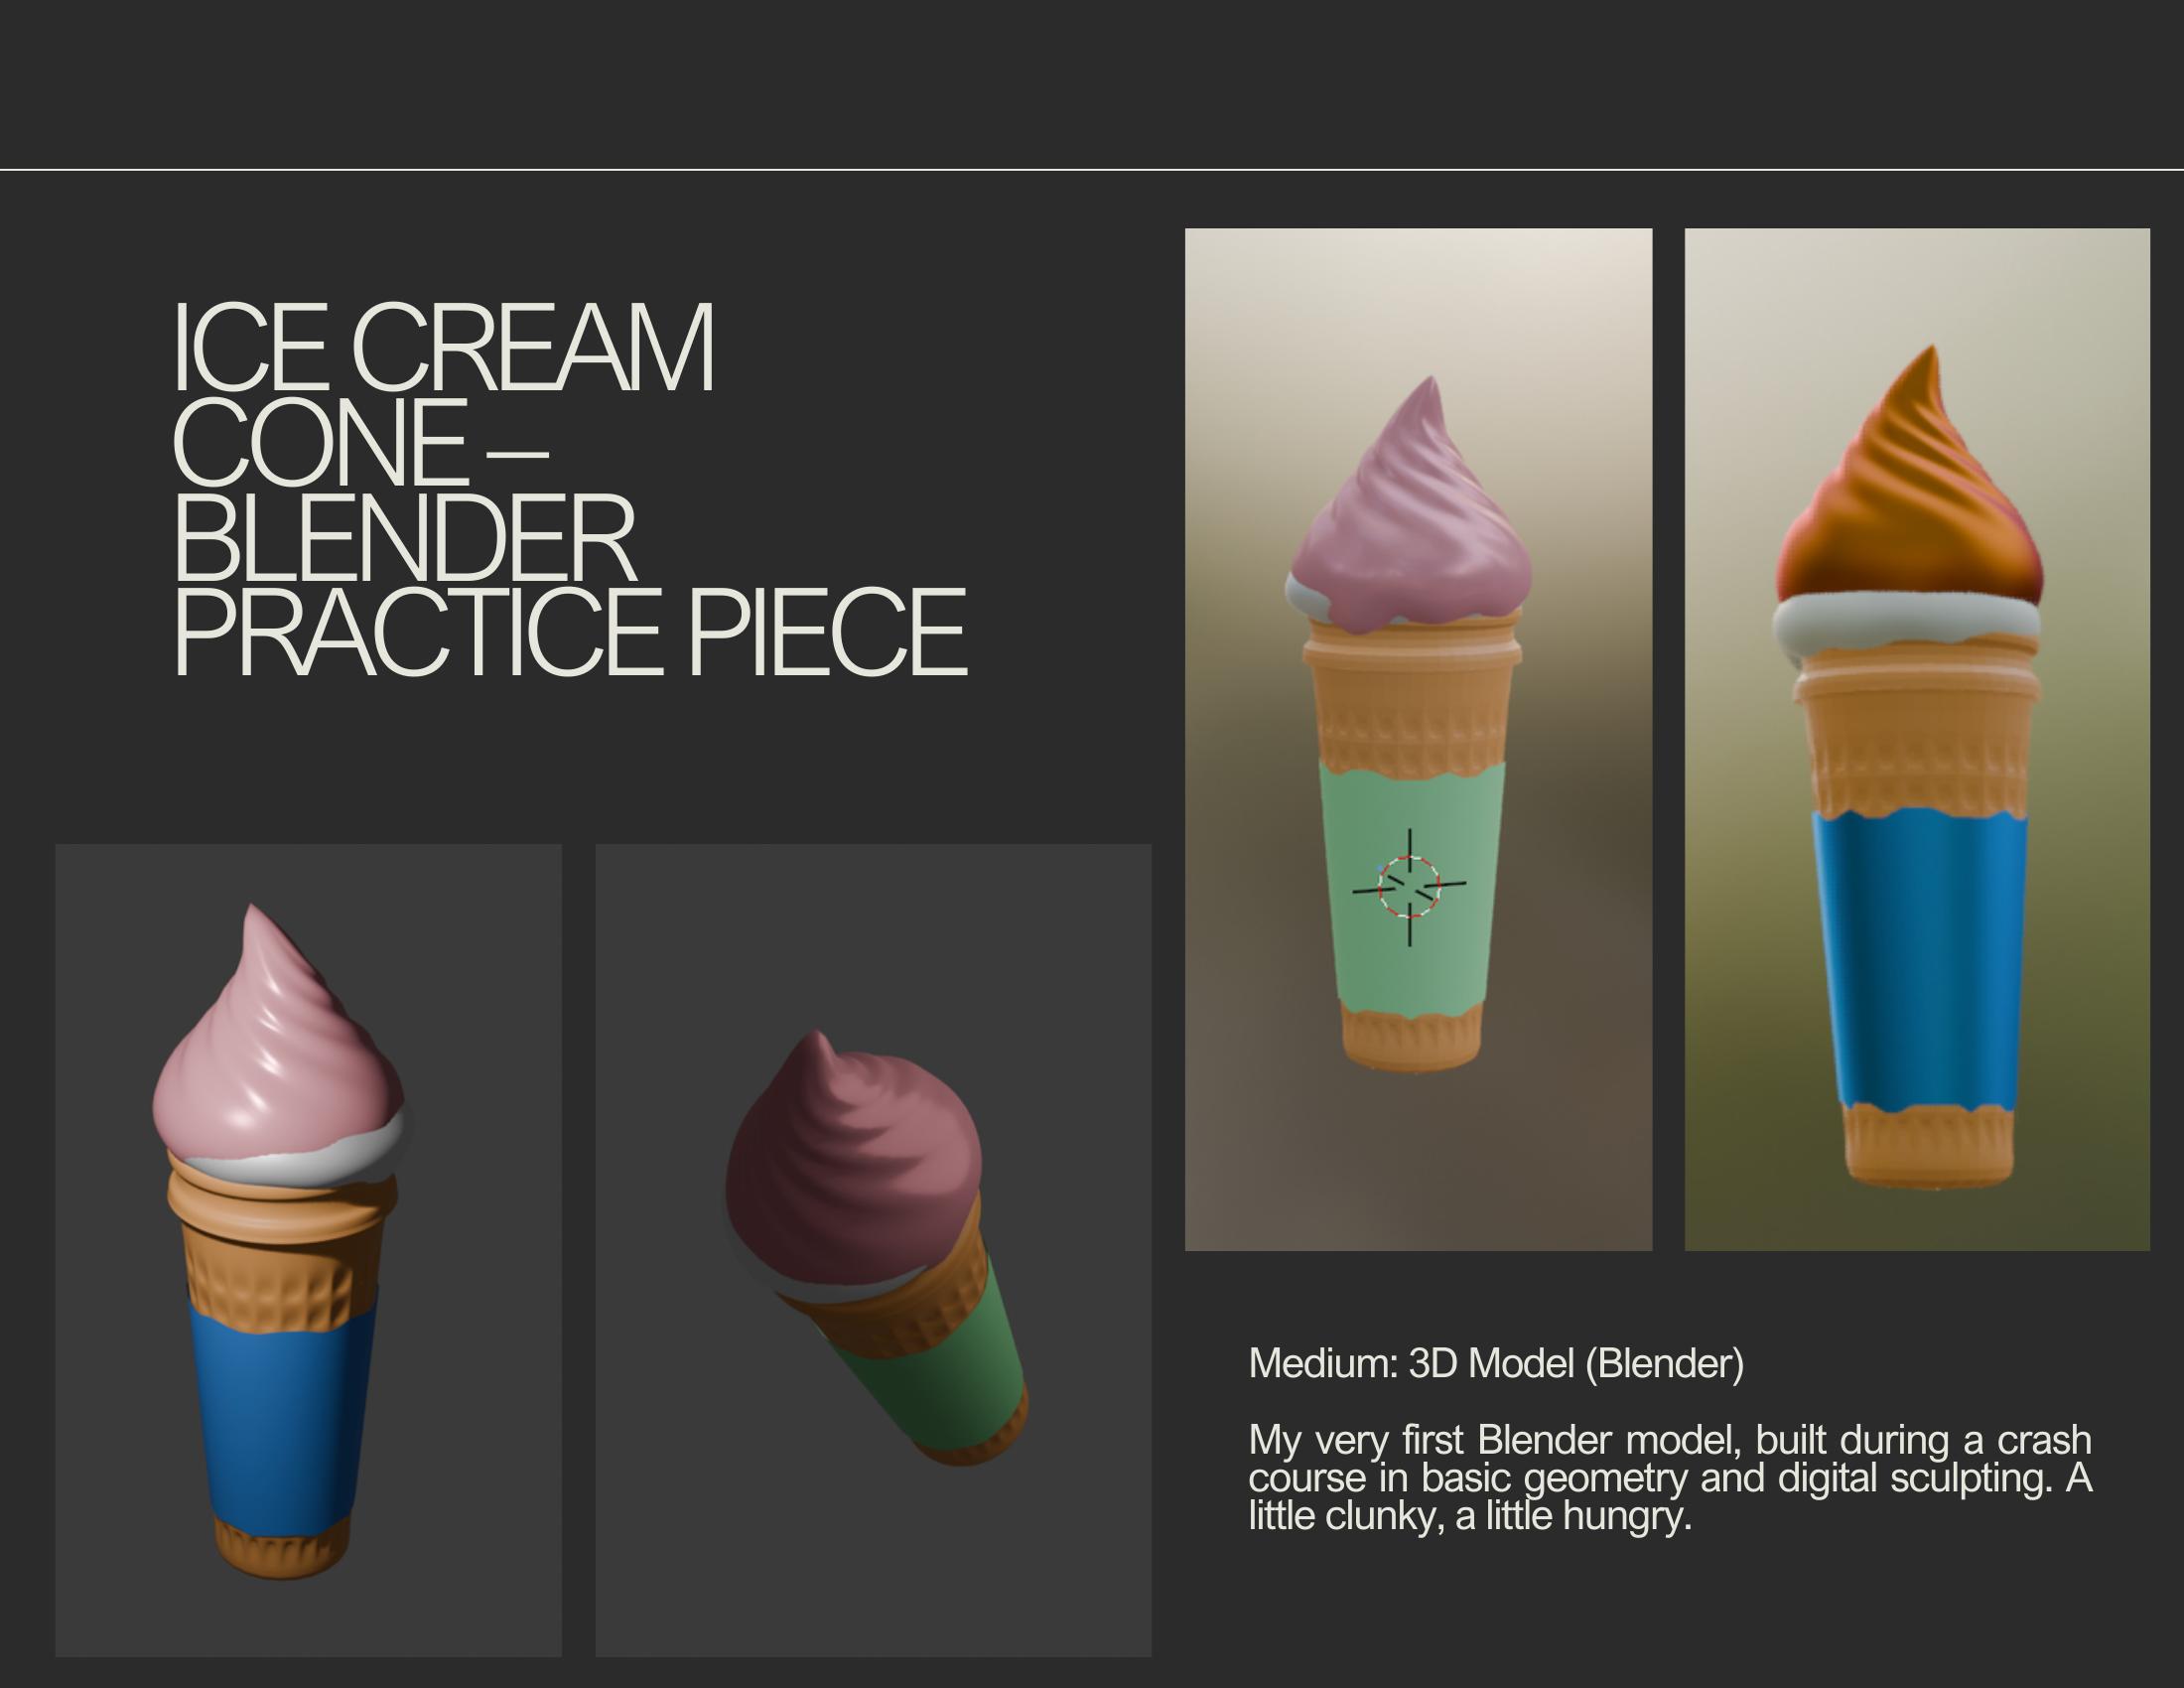 ICE CREAM
CONE –
BLENDER
PRACTICE PIECE
Medium: 3D Model (Blender)
My very first Blender model, built during a crash
course in basic geometry and digital sculpting. A
little clunky, a little hungry.